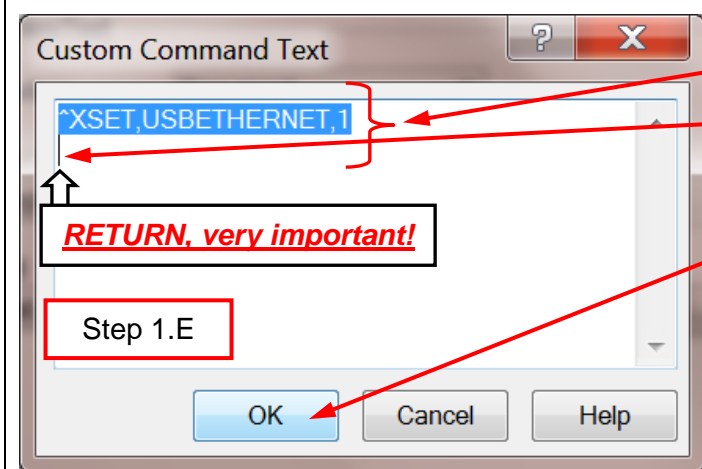 Custom Command Text
^XSET,USBETHERNET,1
RETURN, very important!
Step 1.E
OK
Cancel
Help